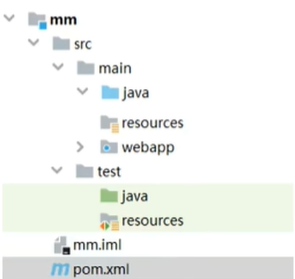 mm
src
main
java
resources
webapp
test
java
resources
mm.iml
pom.xml